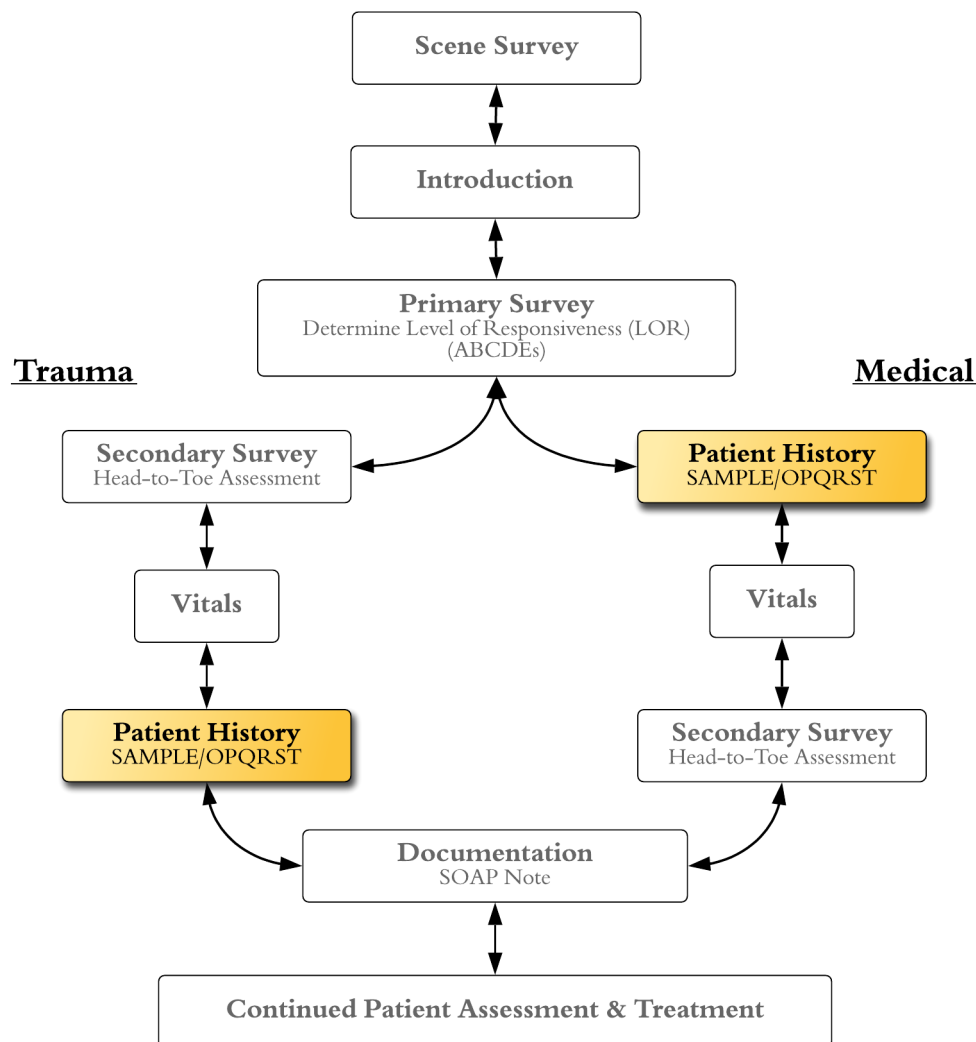 Scene Survey
Introduction
Primary Survey
Determine Level of Responsiveness (LOR)
(ABCDEs)
Trauma
Medical
Secondary Survey
Head-to-Toe Assessment
Patient History
SAMPLE/OPQRST
Vitals
Vitals
Patient History
SAMPLE/OPQRST
Secondary Survey
Head-to-Toe Assessment
Documentation
SOAP Note
Continued Patient Assessment & Treatment